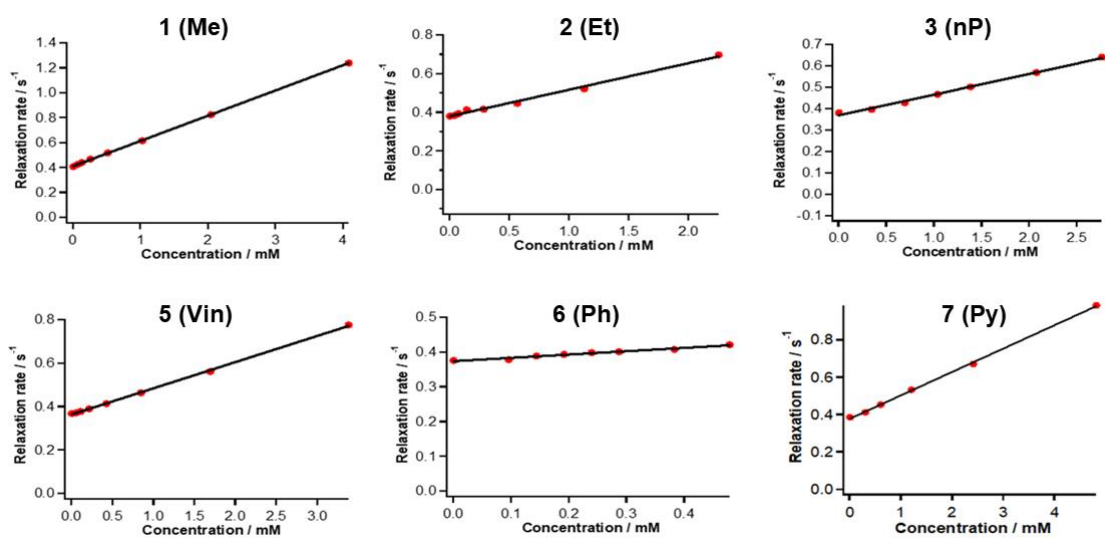 1 (Me)
Relaxation rate / s⁻¹
1.4
1.2
1.0
0.8
0.6
0.4
0.2
0.0
0 1 2 3 4
Concentration / mM
2 (Et)
Relaxation rate / s⁻¹
0.8
0.6
0.4
0.2
0.0
0.0 0.5 1.0 1.5 2.0
Concentration / mM
3 (nP)
Relaxation rate / s⁻¹
0.7
0.6
0.5
0.4
0.3
0.2
0.1
0.0
-0.1
0.0 0.5 1.0 1.5 2.0 2.5
Concentration / mM
5 (Vin)
Relaxation rate / s⁻¹
0.8
0.6
0.4
0.2
0.0
0.0 0.5 1.0 1.5 2.0 2.5 3.0
Concentration / mM
6 (Ph)
Relaxation rate / s⁻¹
0.5
0.4
0.3
0.2
0.1
0.0
0.0 0.1 0.2 0.3 0.4
Concentration / mM
7 (Py)
Relaxation rate / s⁻¹
0.8
0.6
0.4
0.2
0.0
0 1 2 3 4
Concentration / mM